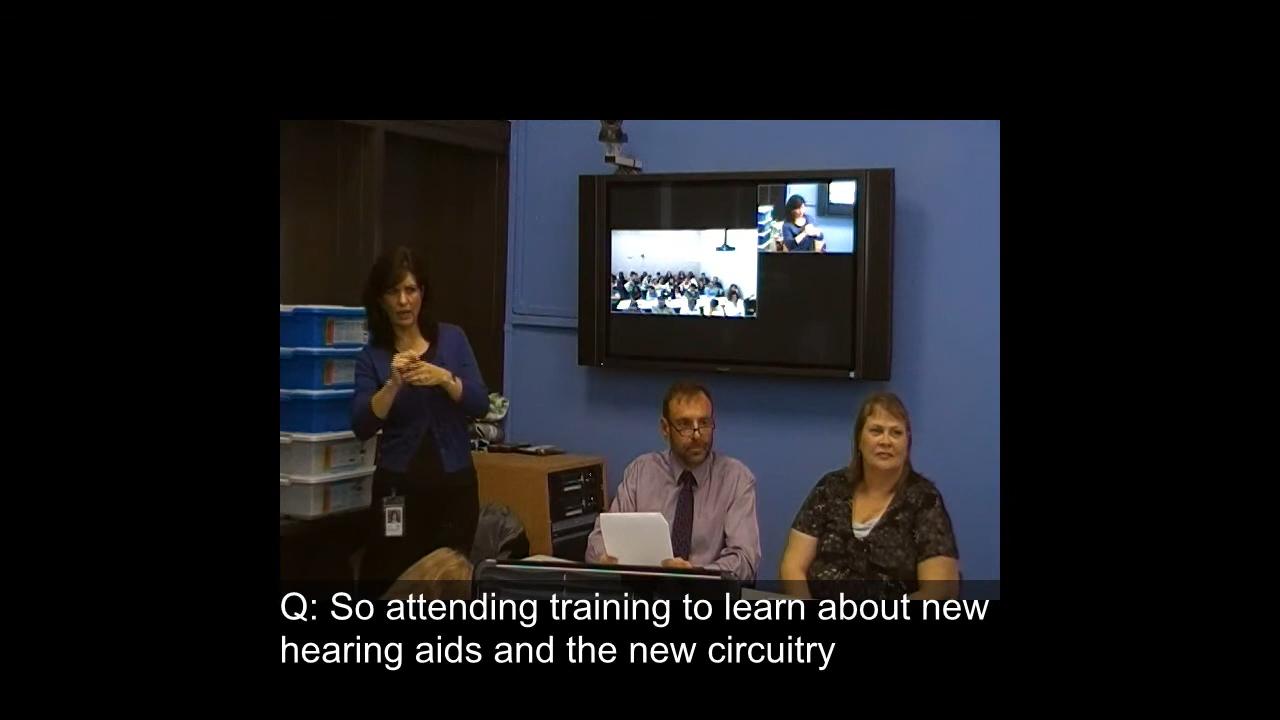 Q: So attending training to learn about new
hearing aids and the new circuitry